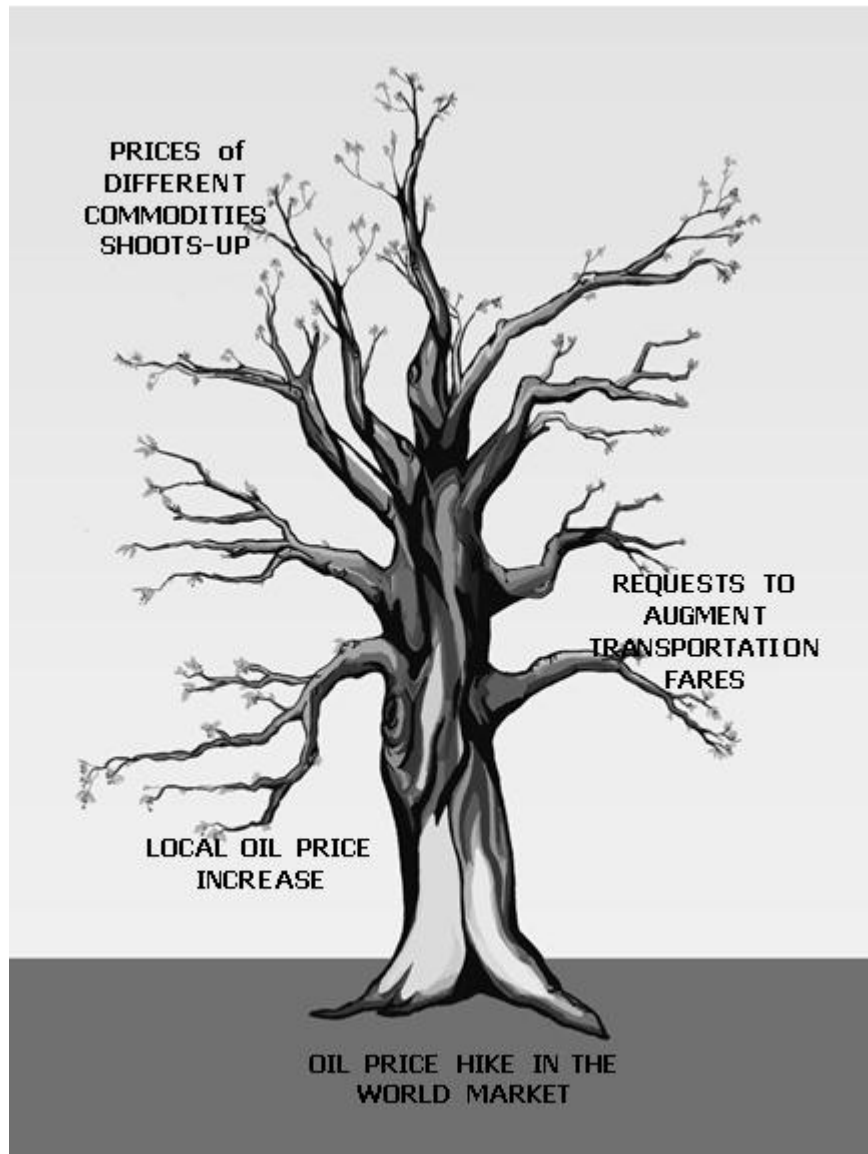 PRICES of
DIFFERENT
COMMODITIES
SHOOTS-UP
REQUESTS TO
AUGMENT
TRANSPORTATION
FARES
LOCAL OIL PRICE
INCREASE
OIL PRICE HIKE IN THE
WORLD MARKET